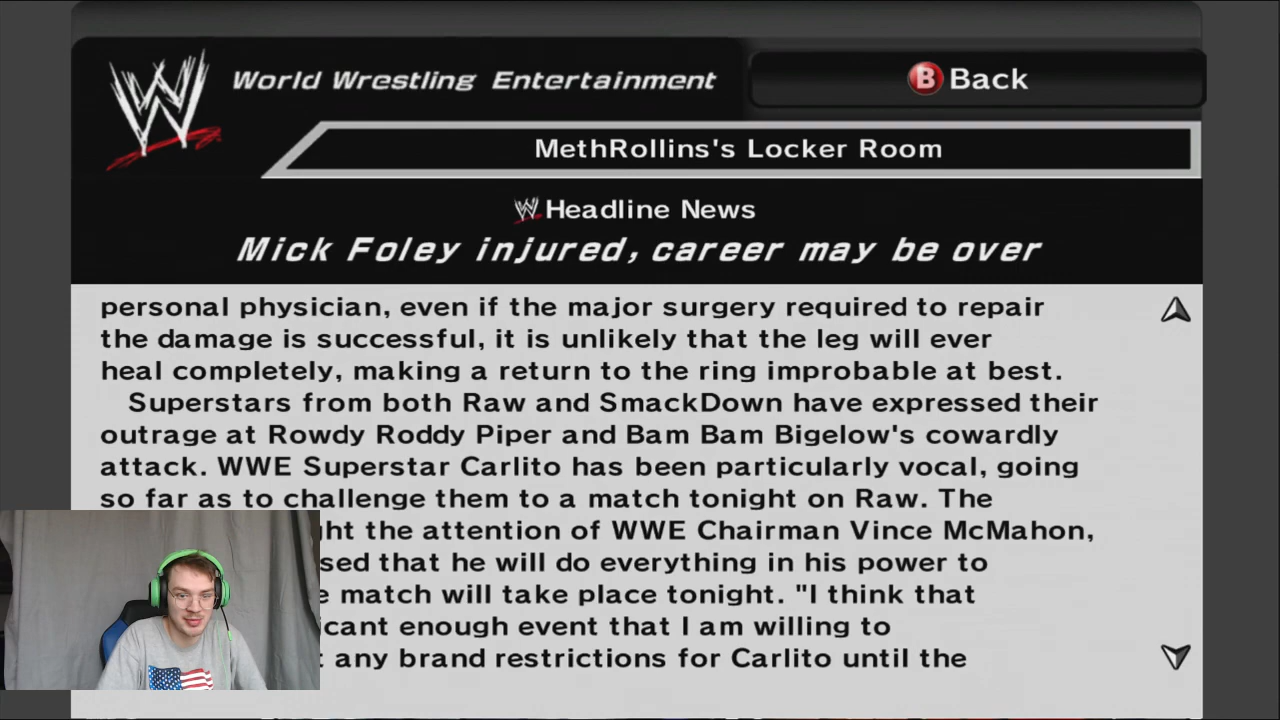 World Wrestling Entertainment
B Back
MethRollins's Locker Room
W Headline News
Mick Foley injured, career may be over
personal physician, even if the major surgery required to repair
the damage is successful, it is unlikely that the leg will ever
heal completely, making a return to the ring improbable at best.
Superstars from both Raw and SmackDown have expressed their
outrage at Rowdy Roddy Piper and Bam Bam Bigelow's cowardly
attack. WWE Superstar Carlito has been particularly vocal, going
so far as to challenge them to a match tonight on Raw. The
the attention of WWE Chairman Vince McMahon,
that he will do everything in his power to
match will take place tonight. "I think that
enough event that I am willing to
any brand restrictions for Carlito until the